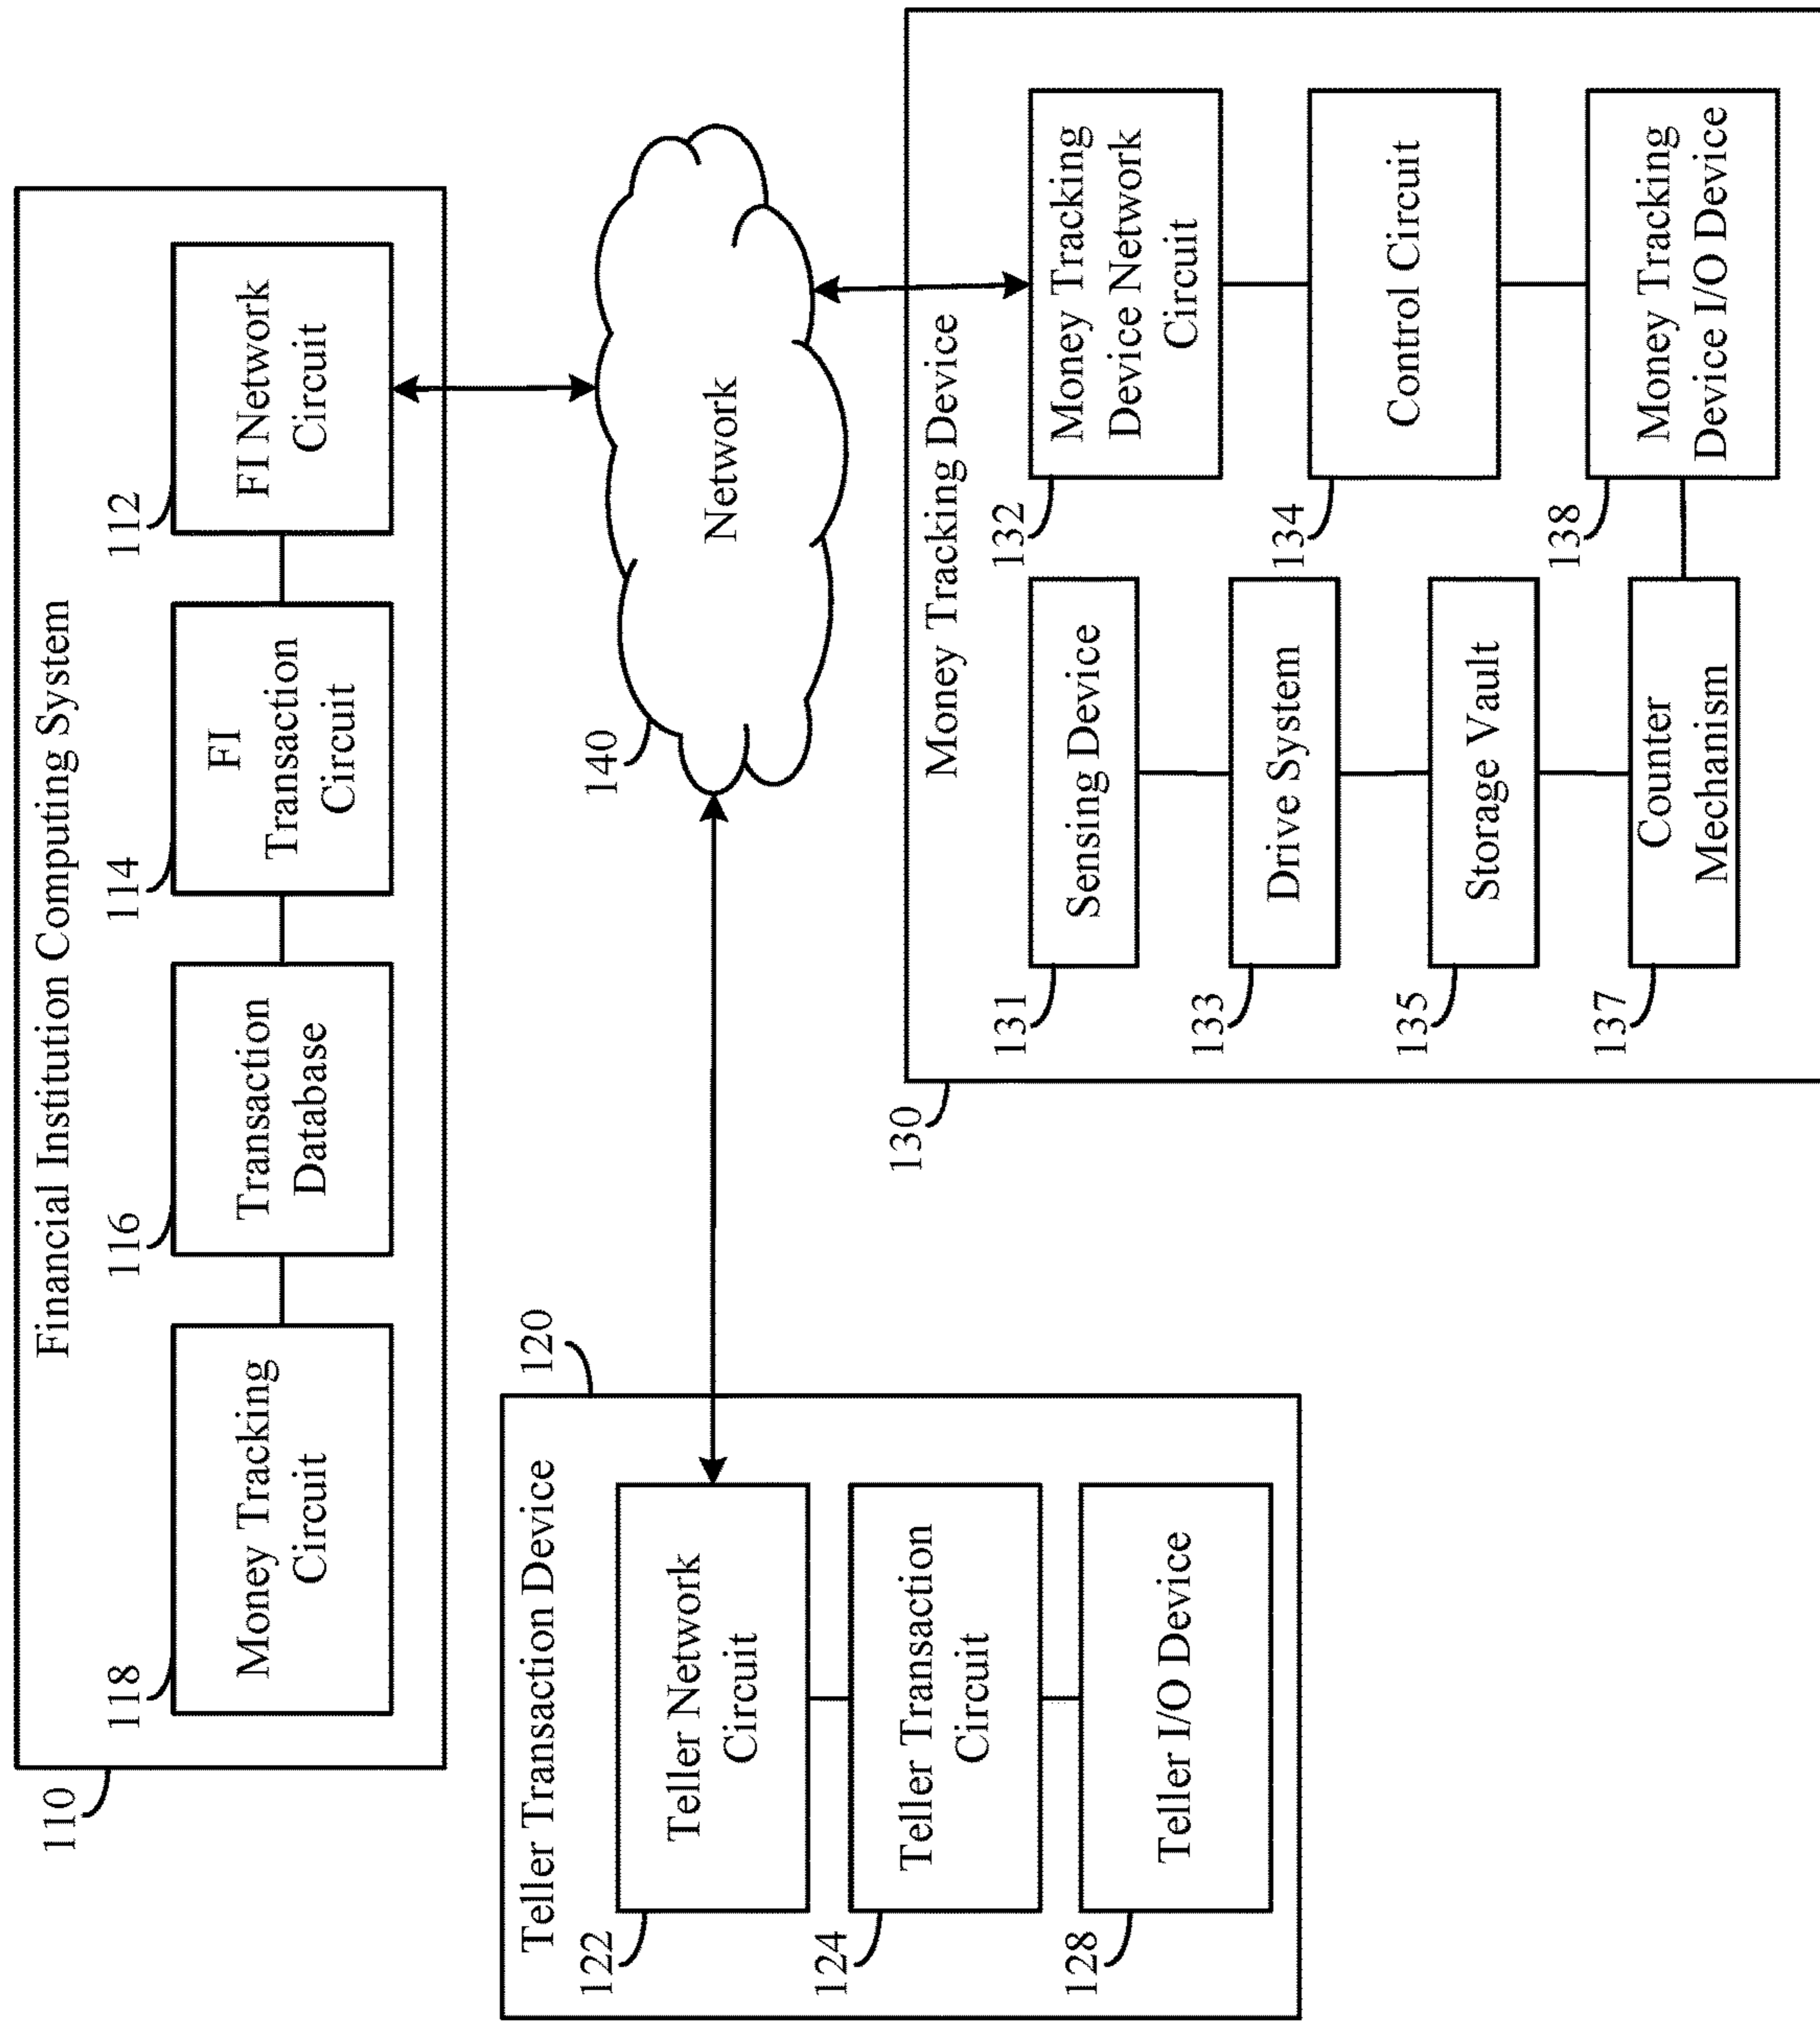 Financial Institution Computing System
110
118
Money Tracking
Circuit
116
Transaction
Database
114
FI
Transaction
Circuit
112
FI Network
Circuit
Teller Transaction Device
120
122
Teller Network
Circuit
124
Teller Transaction
Circuit
128
Teller I/O Device
140
Network
130
Money Tracking Device
131
Sensing Device
133
Drive System
135
Storage Vault
137
Counter
Mechanism
132
Money Tracking
Device Network
Circuit
134
Control Circuit
138
Money Tracking
Device I/O Device